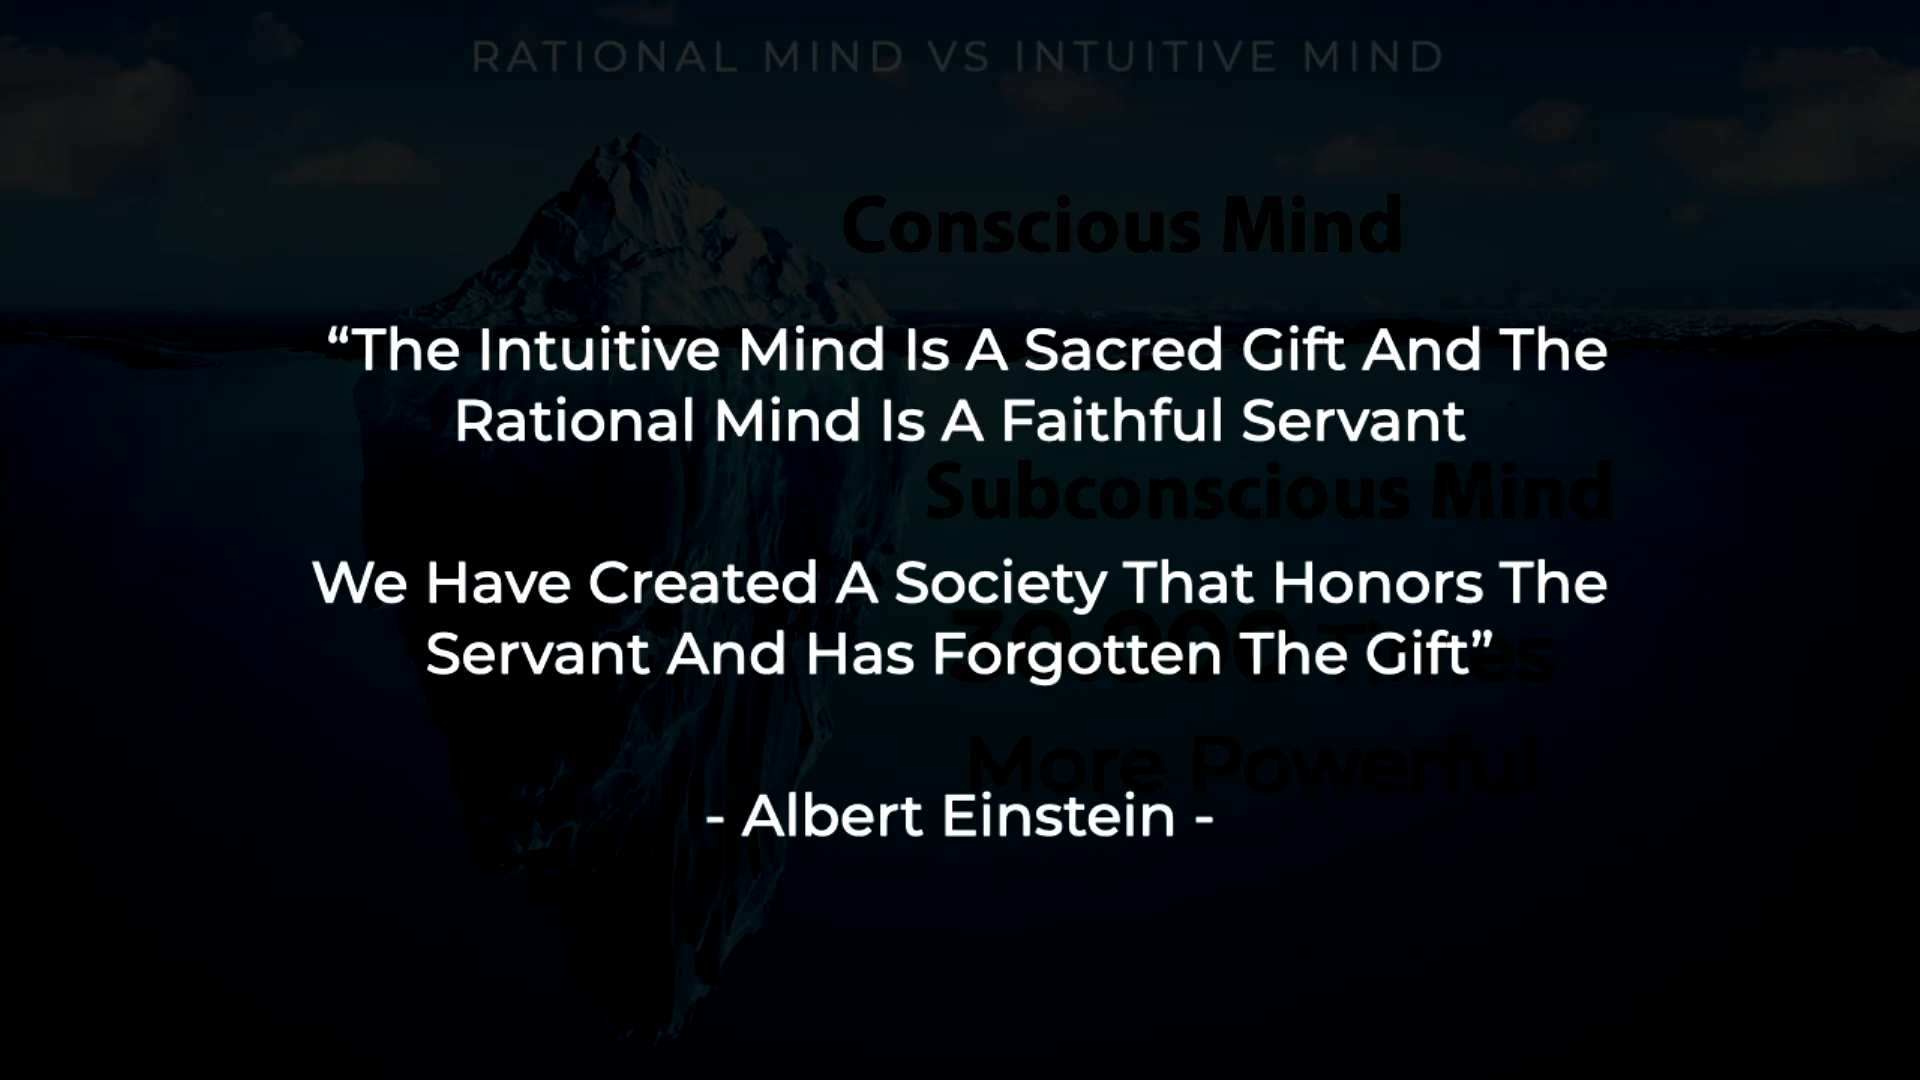 RATIONAL MIND VS INTUITIVE MIND
Conscious Mind
“The Intuitive Mind Is A Sacred Gift And The
Rational Mind Is A Faithful Servant
Subconscious Mind
We Have Created A Society That Honors The
Servant And Has Forgotten The Gift”
More Powerful
- Albert Einstein -